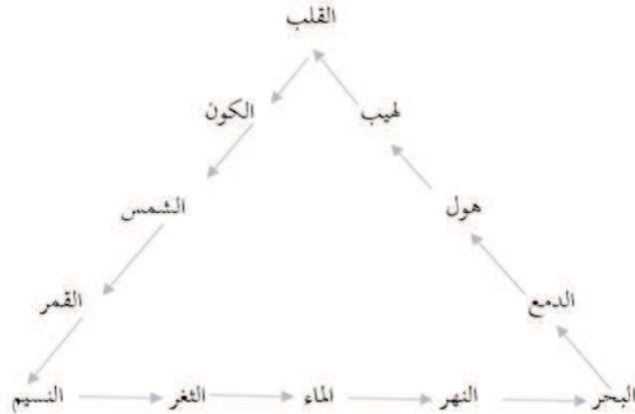 القلب
الكون
لهيب
الشمس
هول
القمر
الدمع
النسيم
الثغر
الماء
النهر
البحر